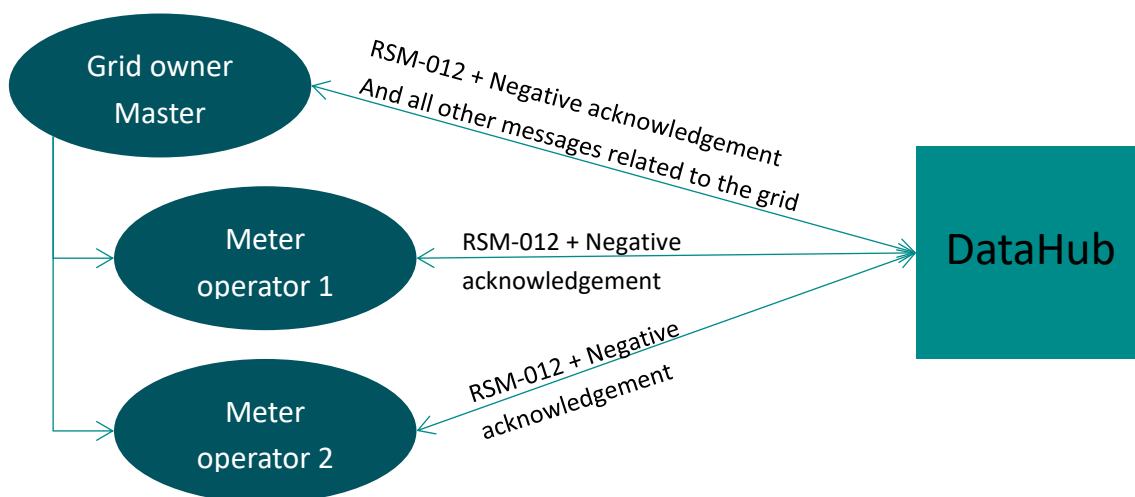 Grid owner
Master
RSM-012 + Negative acknowledgement
And all other messages related to the grid
Meter
operator 1
RSM-012 + Negative
acknowledgement
DataHub
Meter
operator 2
RSM-012 + Negative
acknowledgement